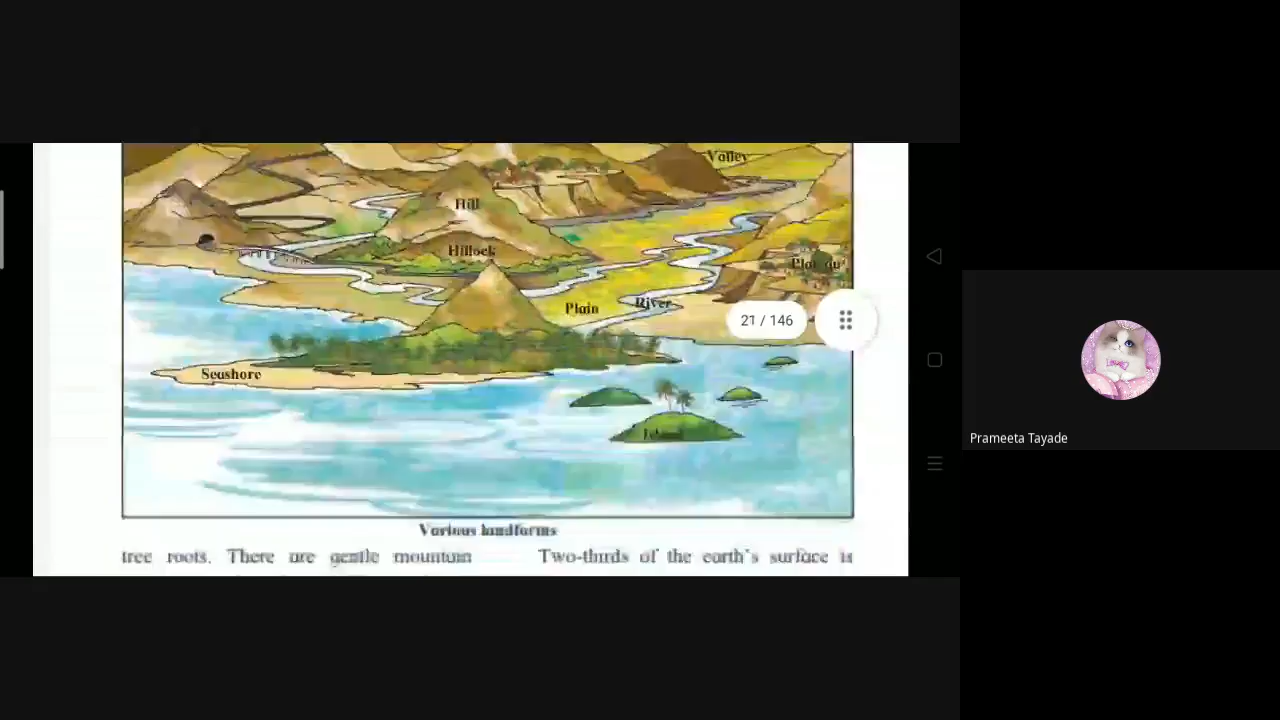 Valley
Hill
Hillock
Plain
River
21 / 146
Seashore
Island
Various landforms
tree roots. There are gentle mountain
Two-thirds of the earth's surface is
Prameeta Tayade